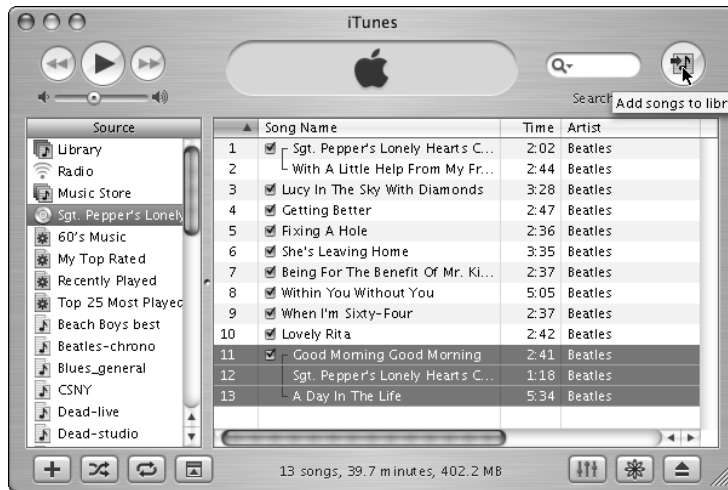 iTunes
Search
Add songs to libr
Source
Library
Radio
Music Store
Sgt. Pepper's Lonely
60's Music
My Top Rated
Recently Played
Top 25 Most Played
Beach Boys best
Beatles-chrono
Blues_general
CSNY
Dead-live
Dead-studio
Song Name Time Artist
1 Sgt. Pepper's Lonely Hearts C... 2:02 Beatles
2 With A Little Help From My Fr... 2:44 Beatles
3 Lucy In The Sky With Diamonds 3:28 Beatles
4 Getting Better 2:47 Beatles
5 Fixing A Hole 2:36 Beatles
6 She's Leaving Home 3:35 Beatles
7 Being For The Benefit Of Mr. Ki... 2:37 Beatles
8 Within You Without You 5:05 Beatles
9 When I'm Sixty-Four 2:37 Beatles
10 Lovely Rita 2:42 Beatles
11 Good Morning Good Morning 2:41 Beatles
12 Sgt. Pepper's Lonely Hearts C... 1:18 Beatles
13 A Day In The Life 5:34 Beatles
13 songs, 39.7 minutes, 402.2 MB